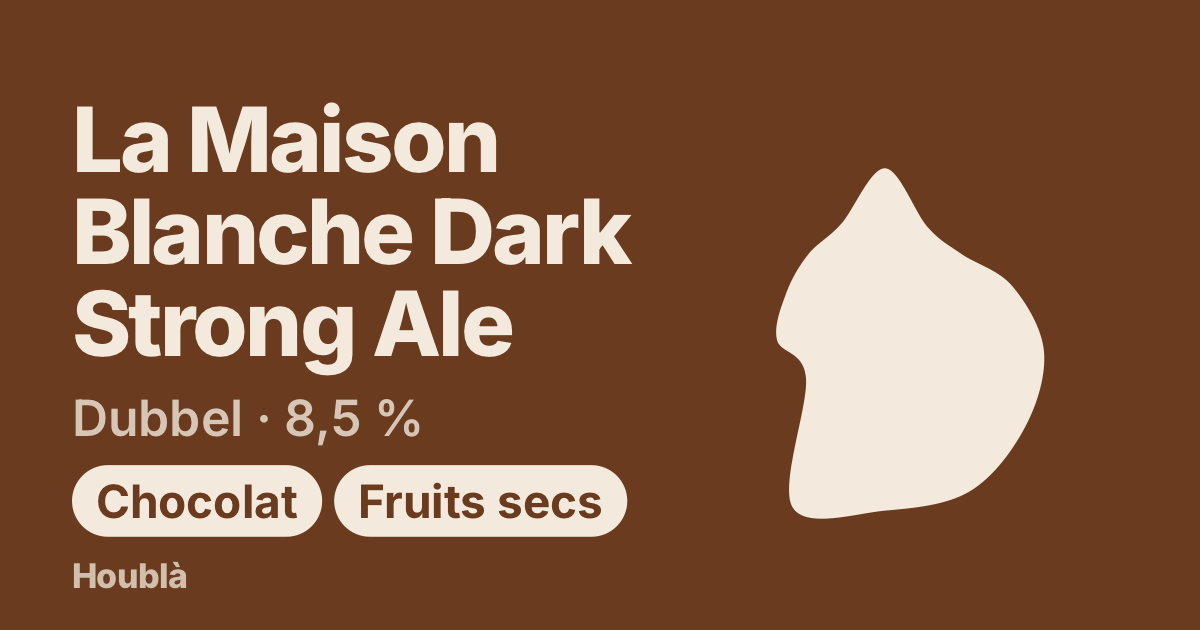 La Maison
Blanche Dark
Strong Ale
Dubbel · 8,5 %
Chocolat Fruits secs
Houblà